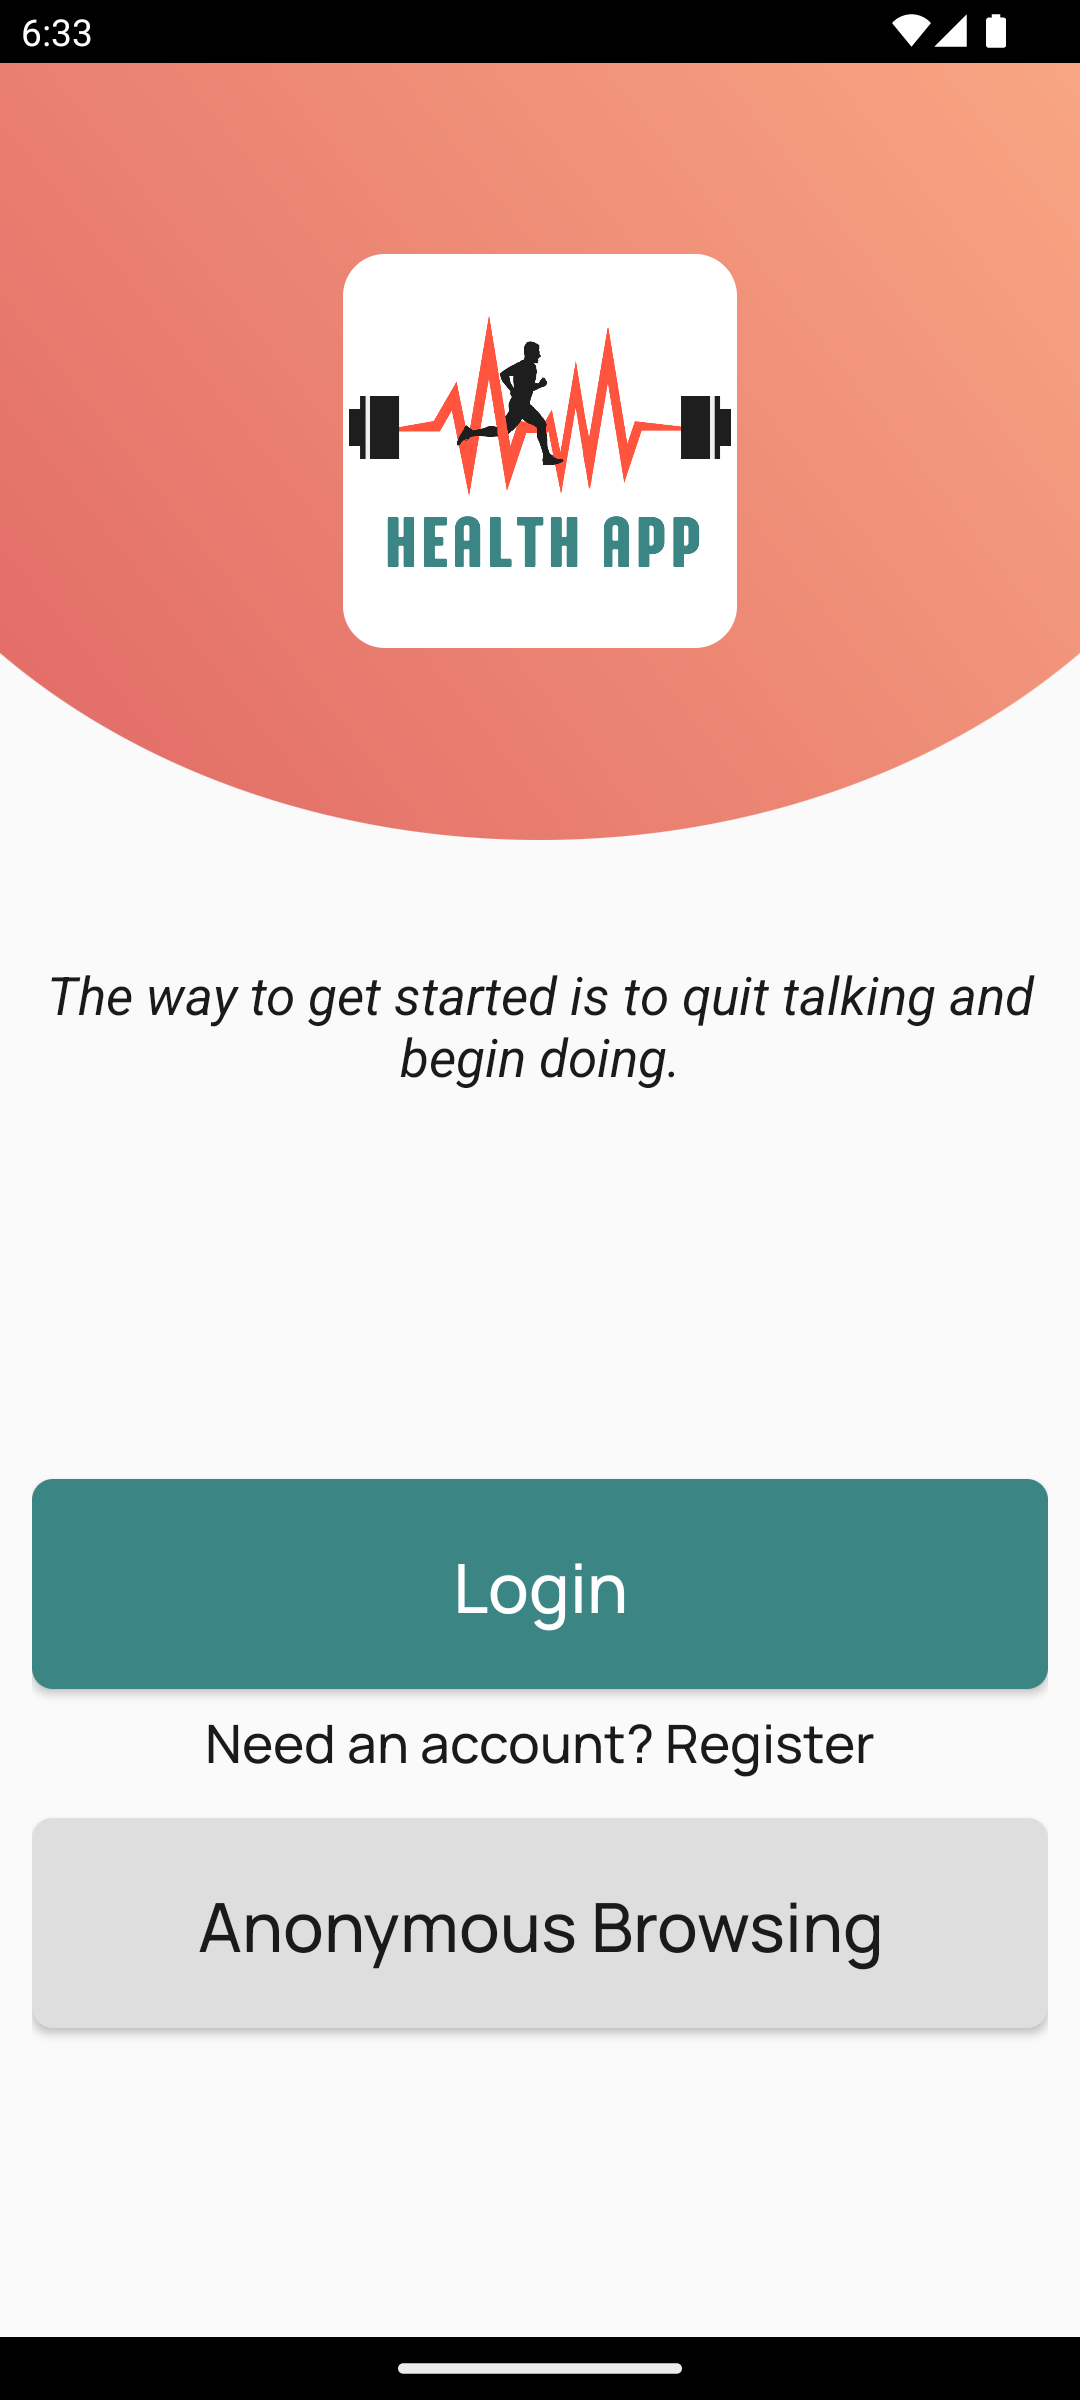 6:33
HEALTH APP
The way to get started is to quit talking and
begin doing.
Login
Need an account? Register
Anonymous Browsing